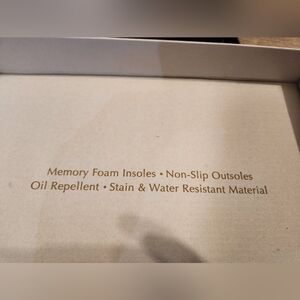 Memory Foam Insoles • Non-Slip Outsoles
Oil Repellent • Stain & Water Resistant Material